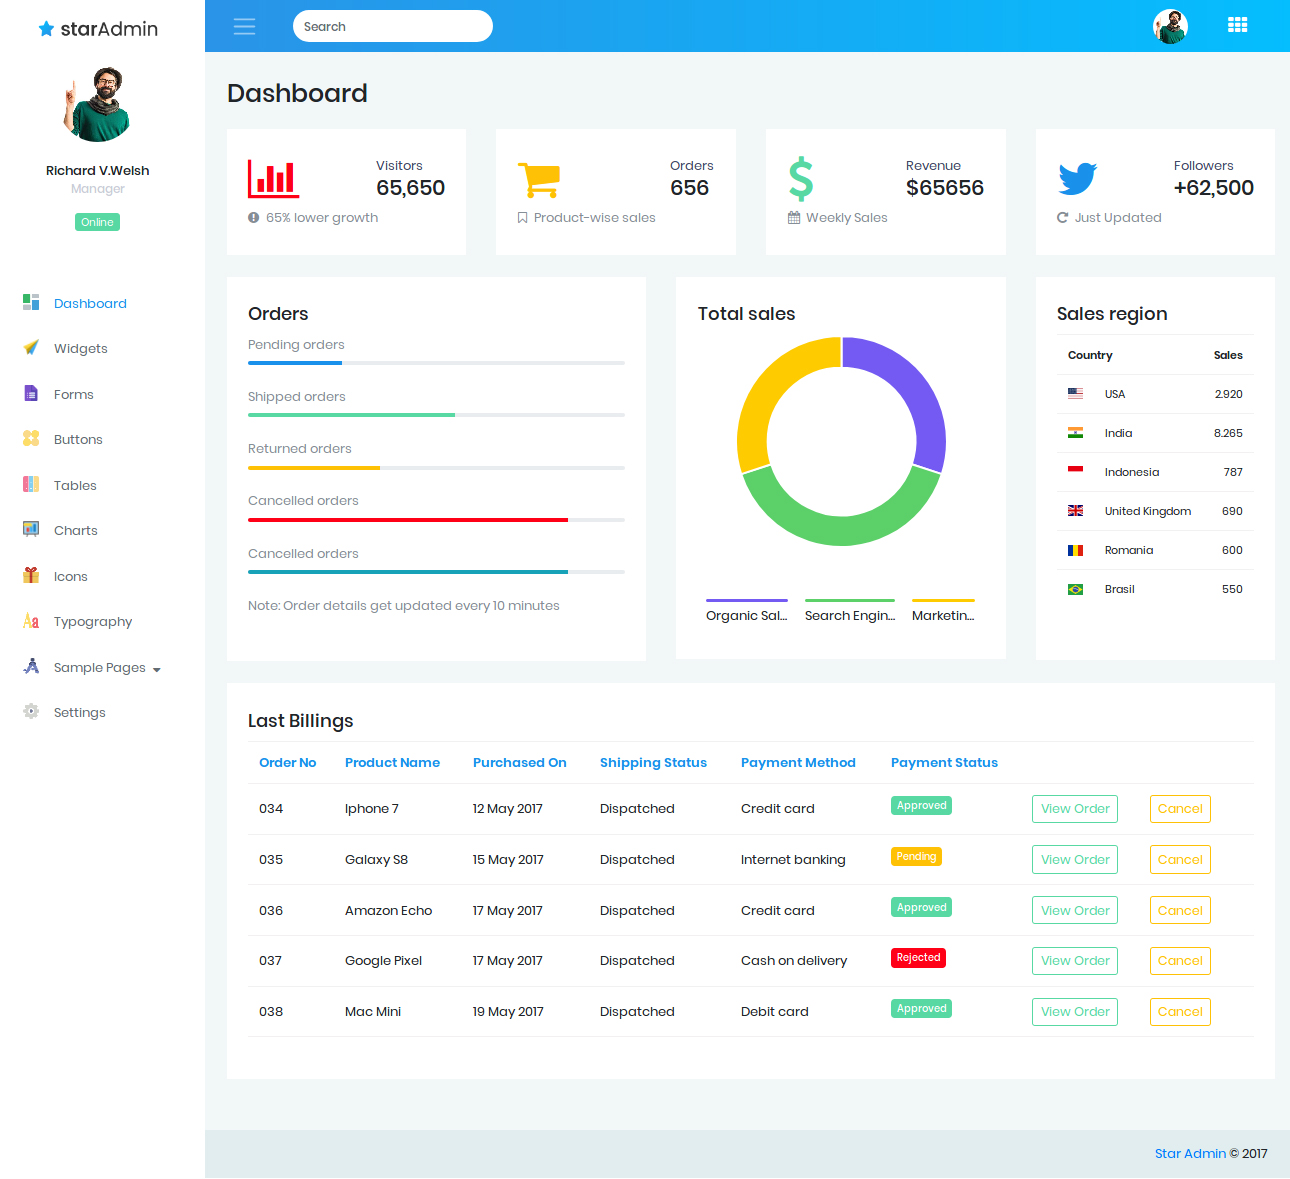 starAdmin
Search
Richard V.Welsh
Manager
Online
Dashboard
Widgets
Forms
Buttons
Tables
Charts
Icons
Typography
Sample Pages
Settings
Dashboard
Visitors
65,650
65% lower growth
Orders
656
Product-wise sales
Revenue
$65656
Weekly Sales
Followers
+62,500
Just Updated
Orders
Pending orders
Shipped orders
Returned orders
Cancelled orders
Cancelled orders
Note: Order details get updated every 10 minutes
Total sales
Organic Sal... Search Engin... Marketin...
Sales region
Country Sales
USA 2.920
India 8.265
Indonesia 787
United Kingdom 690
Romania 600
Brasil 550
Last Billings
Order No Product Name Purchased On Shipping Status Payment Method Payment Status
034 Iphone 7 12 May 2017 Dispatched Credit card Approved View Order Cancel
035 Galaxy S8 15 May 2017 Dispatched Internet banking Pending View Order Cancel
036 Amazon Echo 17 May 2017 Dispatched Credit card Approved View Order Cancel
037 Google Pixel 17 May 2017 Dispatched Cash on delivery Rejected View Order Cancel
038 Mac Mini 19 May 2017 Dispatched Debit card Approved View Order Cancel
Star Admin © 2017